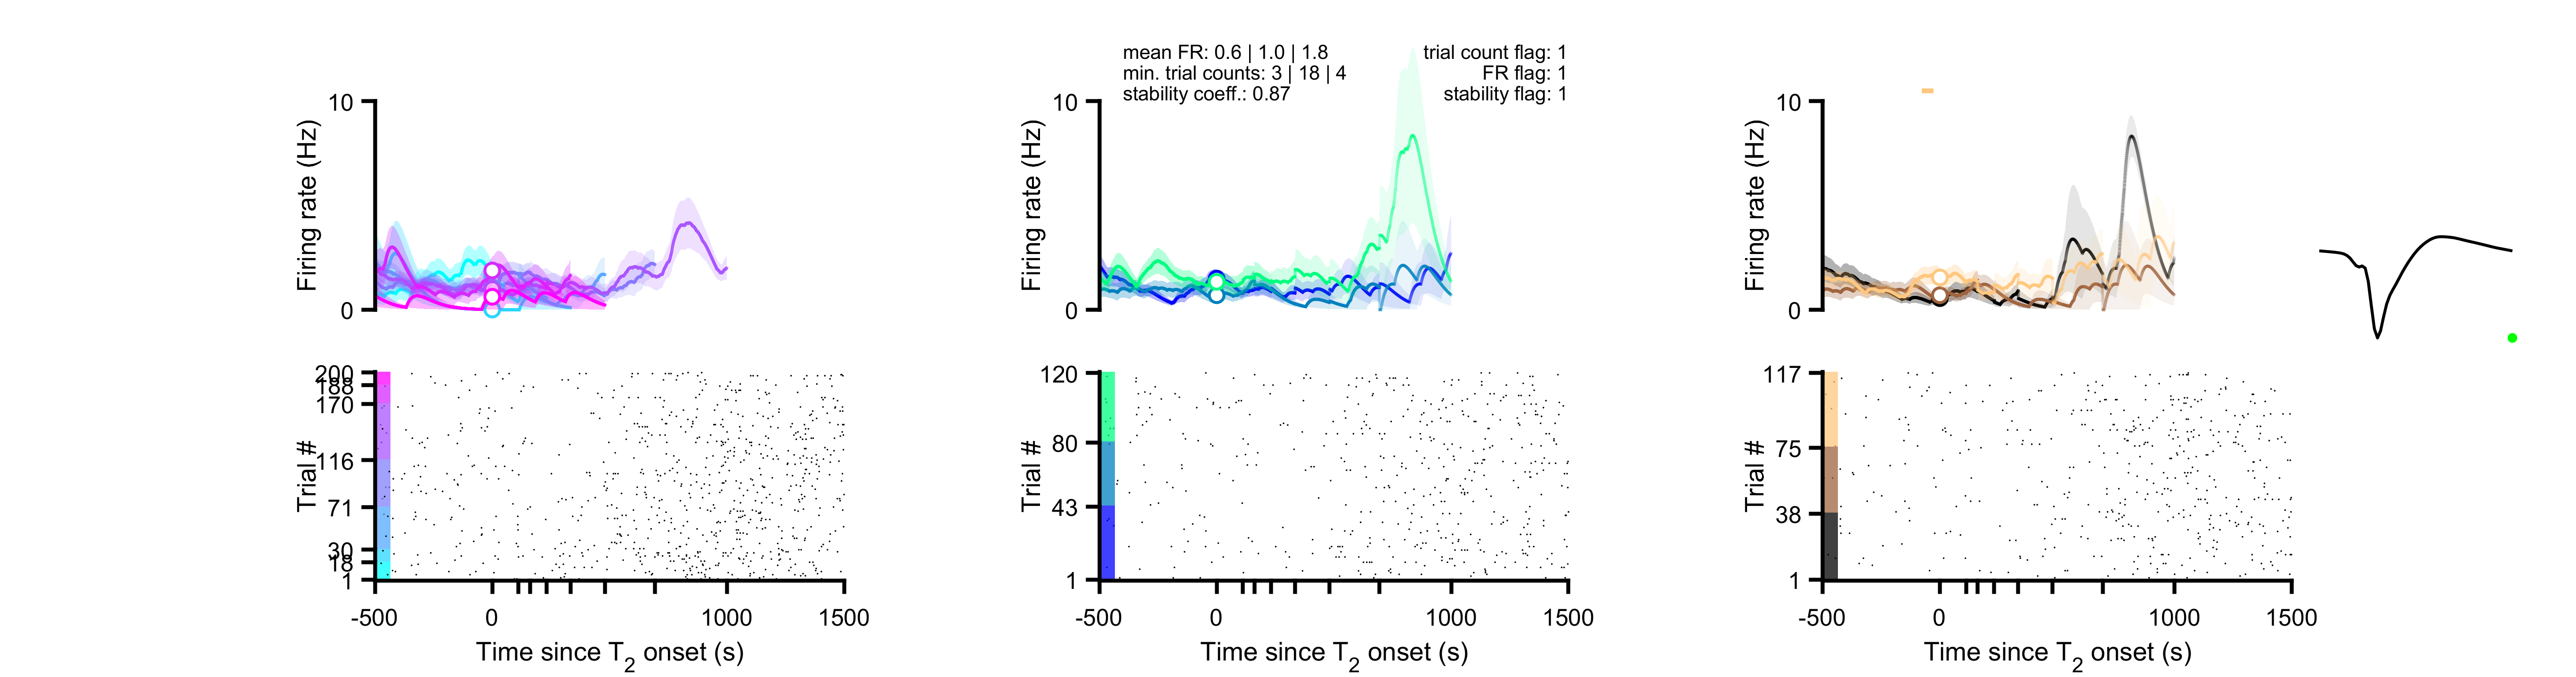 mean FR: 0.6 | 1.0 | 1.8
min. trial counts: 3 | 18 | 4
stability coeff.: 0.87
trial count flag: 1
FR flag: 1
stability flag: 1
10
0
Firing rate (Hz)
10
0
Firing rate (Hz)
10
0
Firing rate (Hz)
200
188
170
116
71
30
18
1
Trial #
-500
0
1000
1500
Time since T2 onset (s)
120
80
43
1
Trial #
-500
0
1000
1500
Time since T2 onset (s)
117
75
38
1
Trial #
-500
0
1000
1500
Time since T2 onset (s)